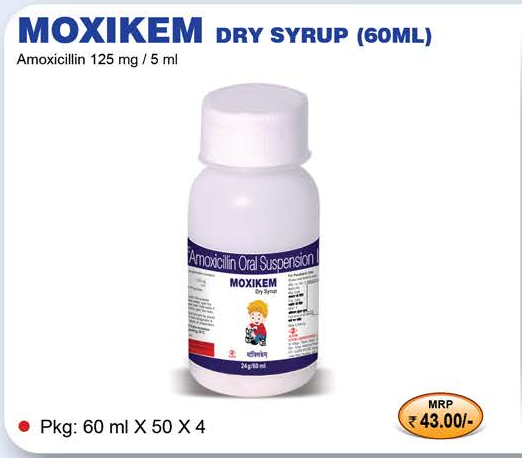 MOXIKEM DRY SYRUP (60ML)
Amoxicillin 125 mg / 5 ml
Amoxicillin Oral Suspension
MOXIKEM
Dry Syrup
मॉक्सिकेम
24g/60 ml
Pkg: 60 ml X 50 X 4
MRP
₹ 43.00/-